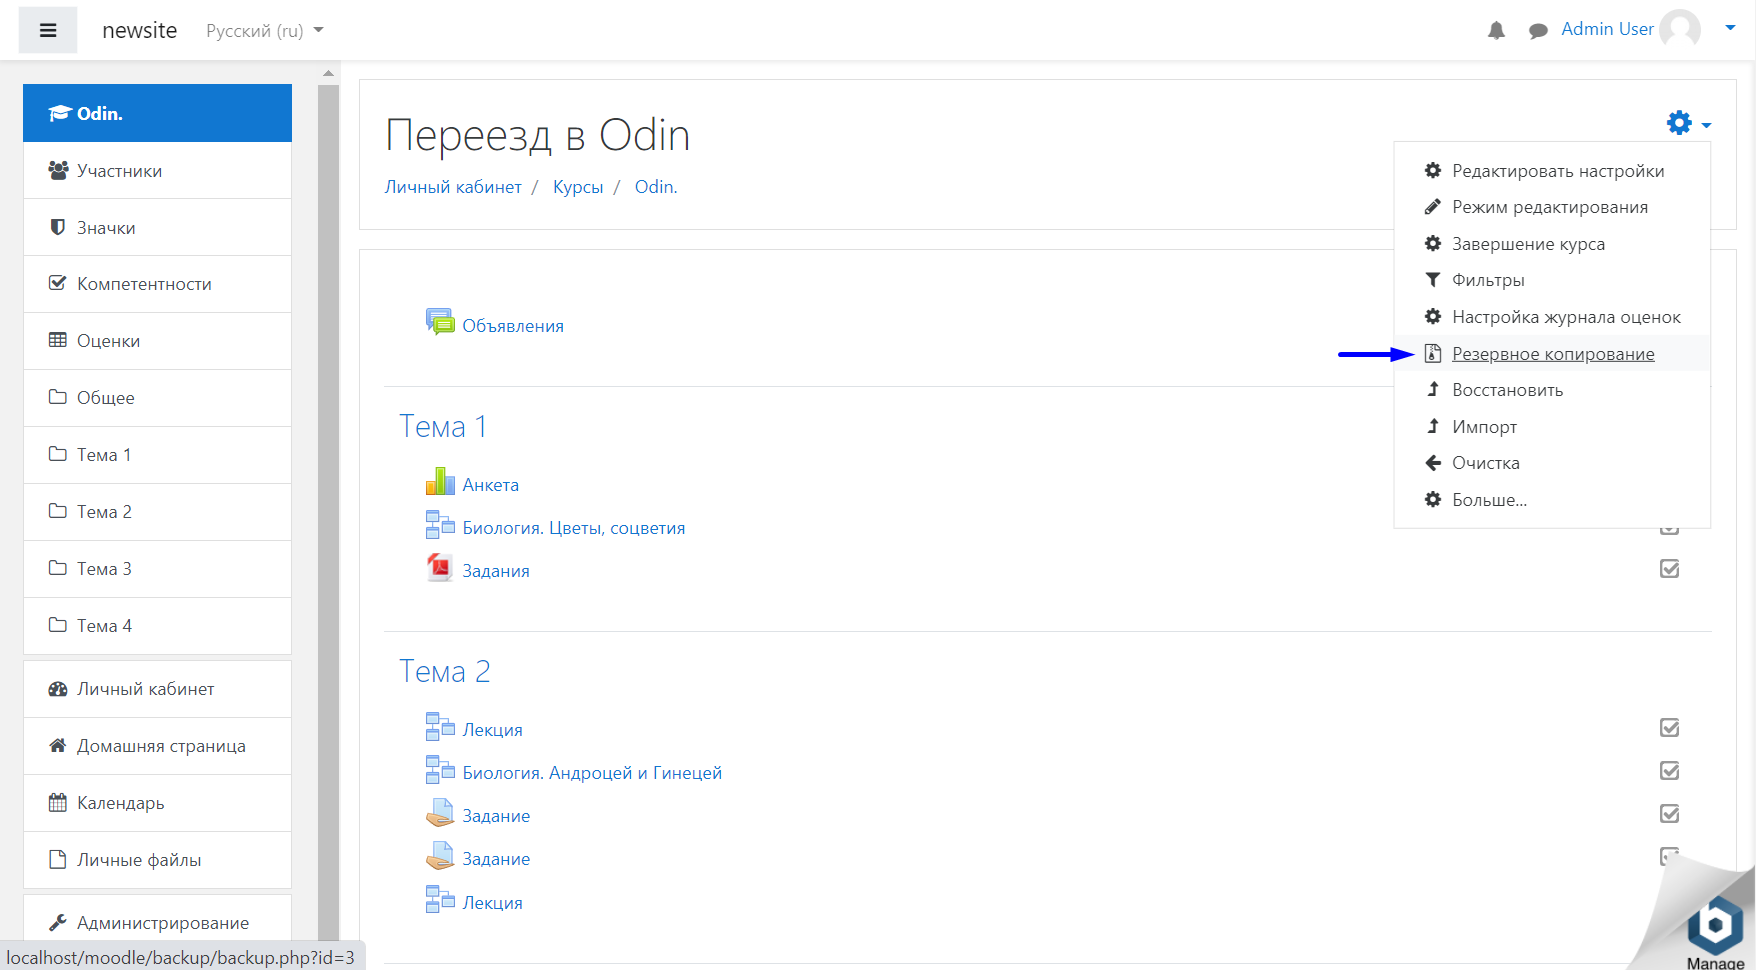 newsite
Русский (ru)
Admin User
Odin.
Участники
Значки
Компетентности
Оценки
Общее
Тема 1
Тема 2
Тема 3
Тема 4
Личный кабинет
Домашняя страница
Календарь
Личные файлы
Администрирование
localhost/moodle/backup/backup.php?id=3
Переезд в Odin
Личный кабинет / Курсы / Odin.
Редактировать настройки
Режим редактирования
Завершение курса
Фильтры
Настройка журнала оценок
Резервное копирование
Восстановить
Импорт
Очистка
Больше...
Объявления
Тема 1
Анкета
Биология. Цветы, соцветия
Задания
Тема 2
Лекция
Биология. Андроцей и Гинецей
Задание
Задание
Лекция
Manage